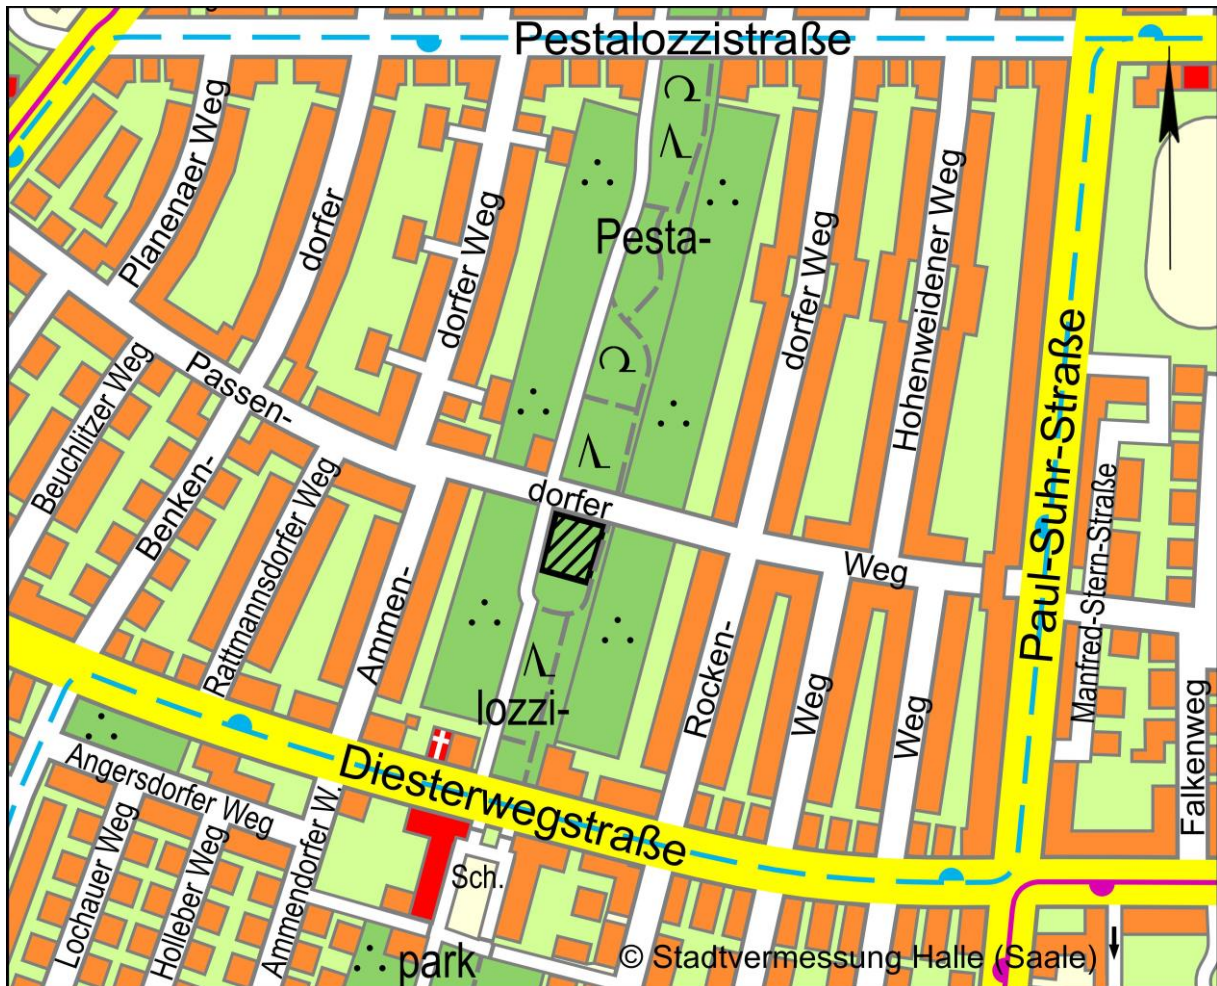 Pestalozzistraße
Planenaer Weg
dorfer
dorfer Weg
Pesta-
dorfer Weg
Hohenweidener Weg
Paul-Suhr-Straße
Passen-
dorfer
Weg
Beuchlitzer Weg
Benken-
Rattmannsdorfer Weg
Ammen-
Manfred-Stern-Straße
Rocken-
Weg
Weg
Falkenweg
lozzi-
Diesterwegstraße
Angersdorfer Weg
Lochauer Weg
Holleber Weg
Ammendorfer W.
Sch.
park
© Stadtvermessung Halle (Saale)